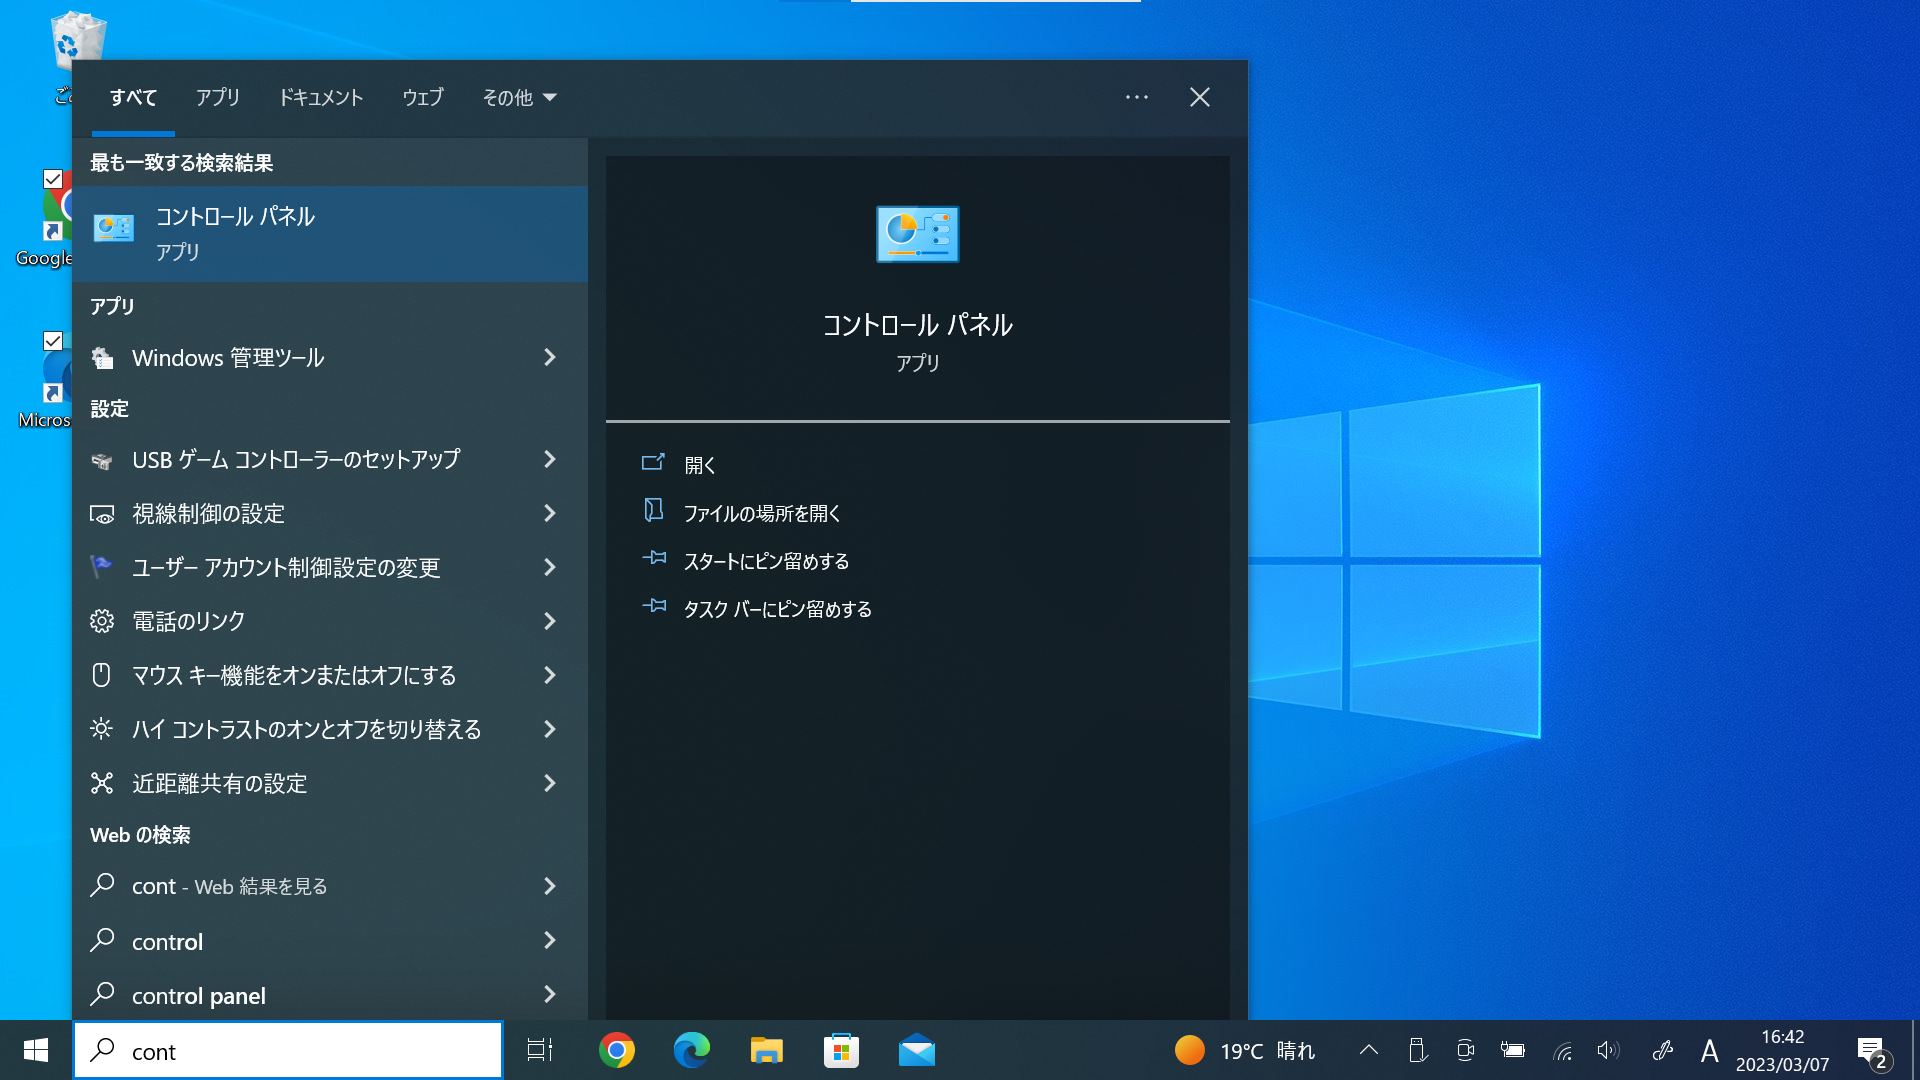 すべて
アプリ
ドキュメント
ウェブ
その他
最も一致する検索結果
コントロール パネル
アプリ
アプリ
Windows 管理ツール
設定
USB ゲーム コントローラーのセットアップ
視線制御の設定
ユーザー アカウント制御設定の変更
電話のリンク
マウス キー機能をオンまたはオフにする
ハイ コントラストのオンとオフを切り替える
近距離共有の設定
Web の検索
cont - Web 結果を見る
control
control panel
コントロール パネル
アプリ
開く
ファイルの場所を開く
スタートにピン留めする
タスク バーにピン留めする
Google
cont
19°C 晴れ
A
16:42
2023/03/07
2